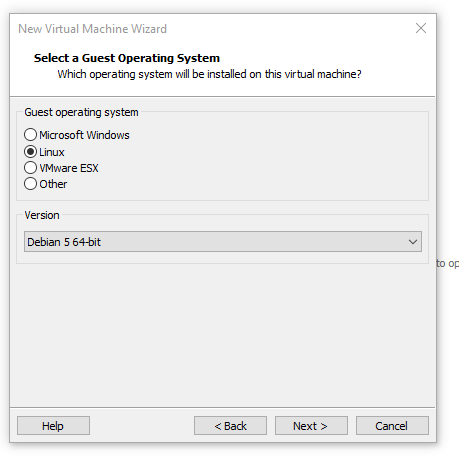 New Virtual Machine Wizard
Select a Guest Operating System
Which operating system will be installed on this virtual machine?
Guest operating system
Microsoft Windows
Linux
VMware ESX
Other
Version
Debian 5 64-bit
to op
Help
< Back
Next >
Cancel